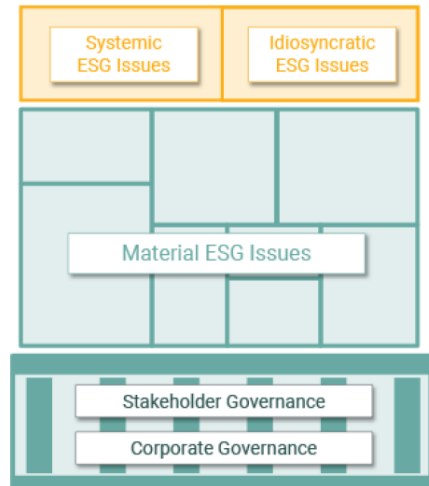 Systemic
ESG Issues
Idiosyncratic
ESG Issues
Material ESG Issues
Stakeholder Governance
Corporate Governance